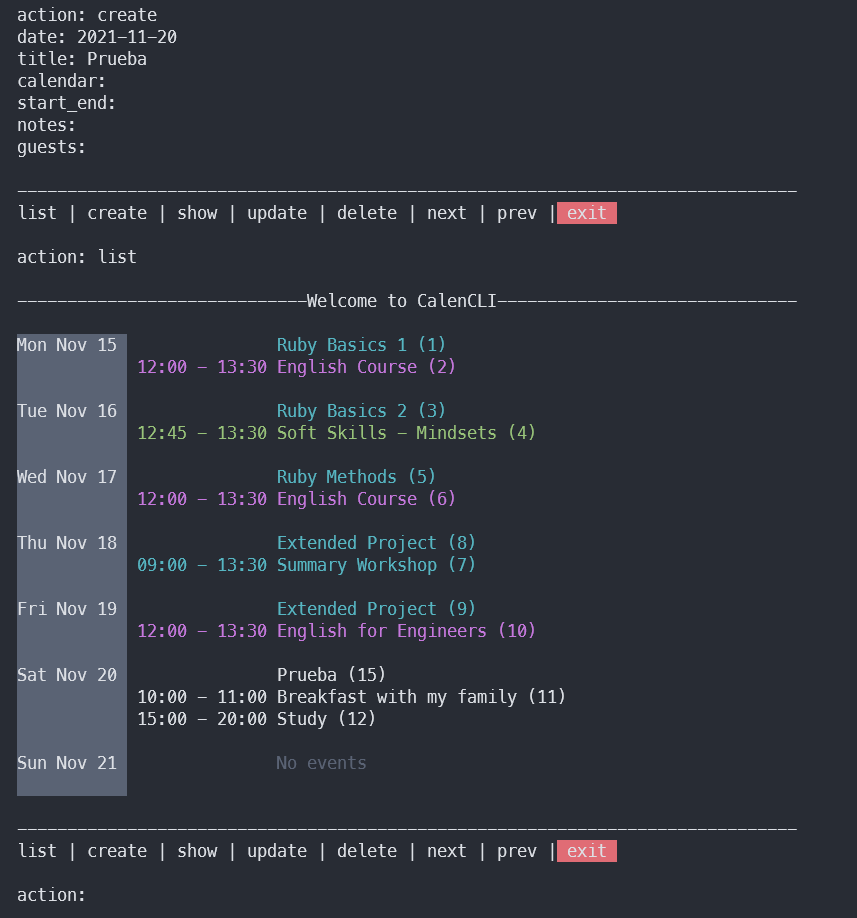 action: create
date: 2021-11-20
title: Prueba
calendar:
start_end:
notes:
guests:
------------------------------------------------------------------------------
list | create | show | update | delete | next | prev | exit
action: list
-----------------------------Welcome to CalenCLI------------------------------
Mon Nov 15                Ruby Basics 1 (1)
            12:00 - 13:30 English Course (2)
Tue Nov 16                Ruby Basics 2 (3)
            12:45 - 13:30 Soft Skills - Mindsets (4)
Wed Nov 17                Ruby Methods (5)
            12:00 - 13:30 English Course (6)
Thu Nov 18                Extended Project (8)
            09:00 - 13:30 Summary Workshop (7)
Fri Nov 19                Extended Project (9)
            12:00 - 13:30 English for Engineers (10)
Sat Nov 20                Prueba (15)
            10:00 - 11:00 Breakfast with my family (11)
            15:00 - 20:00 Study (12)
Sun Nov 21                No events
------------------------------------------------------------------------------
list | create | show | update | delete | next | prev | exit
action: